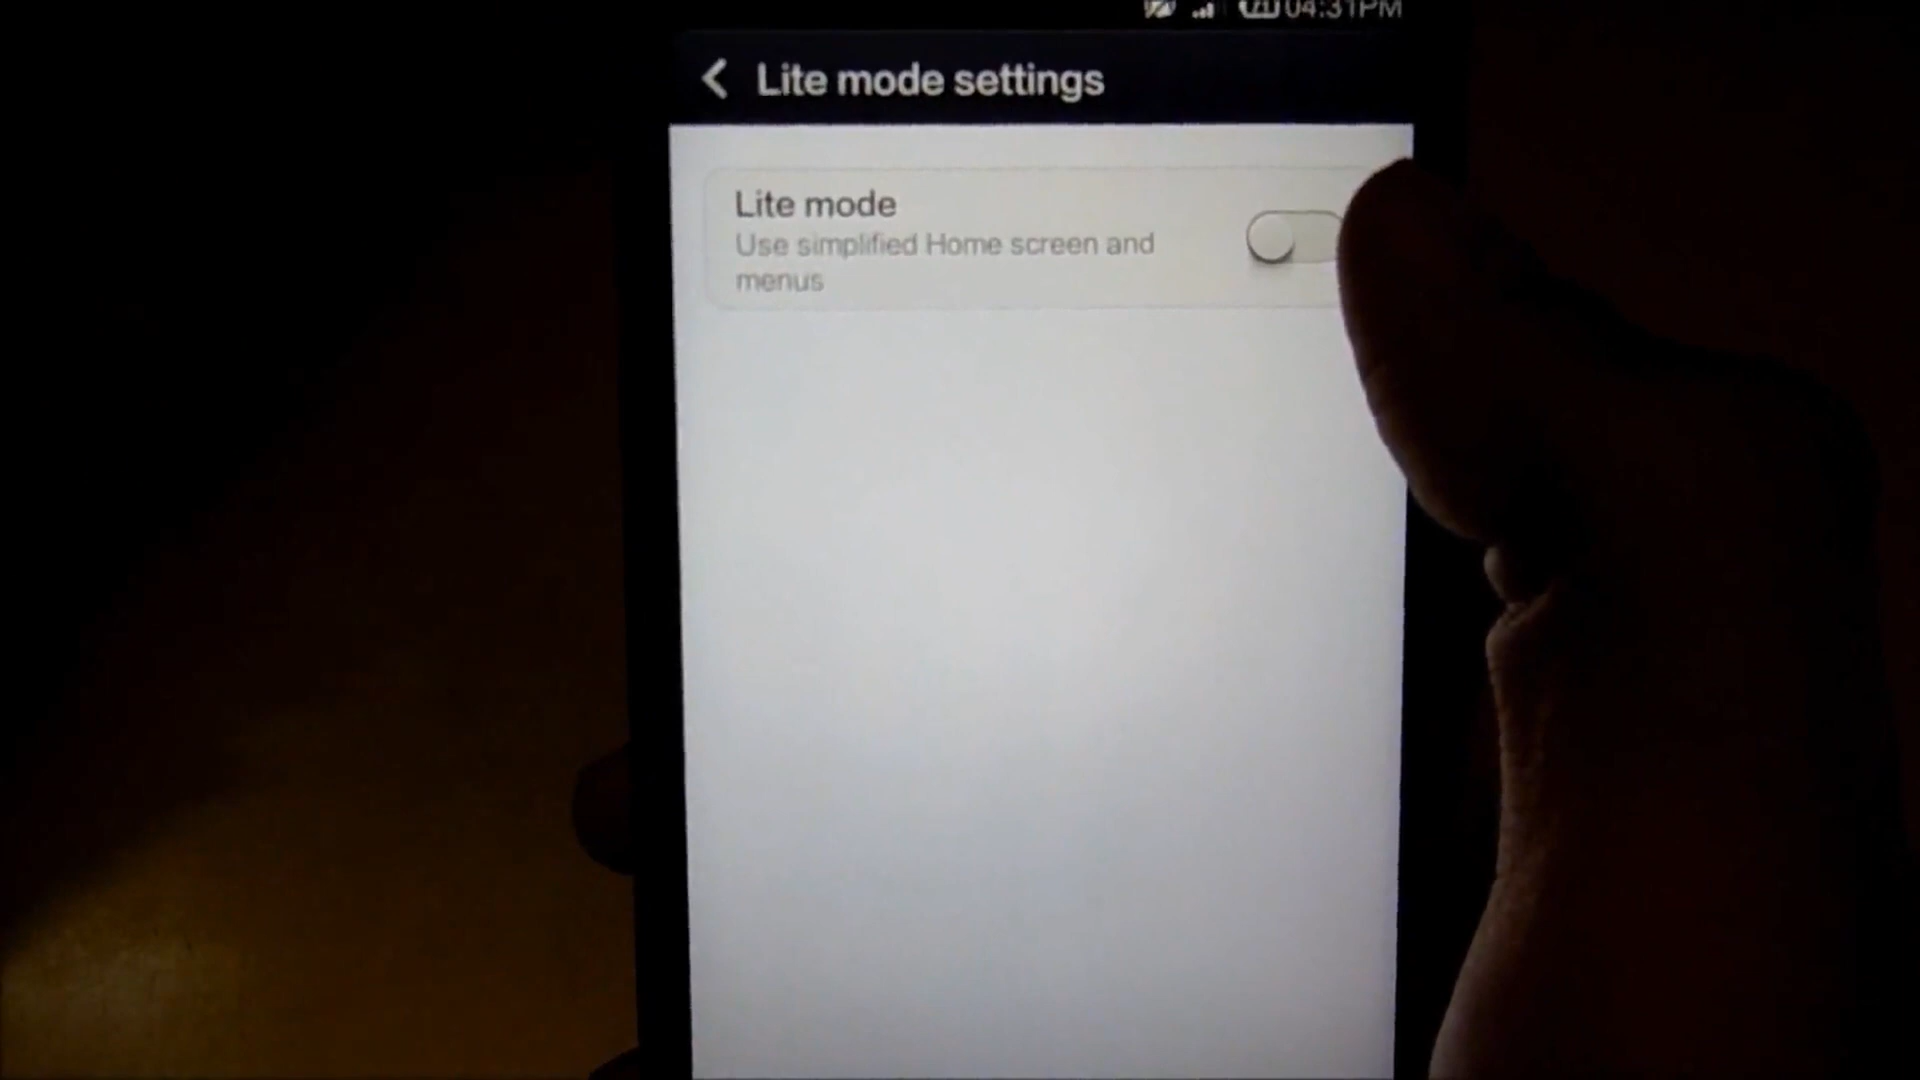 04:31PM
Lite mode settings
Lite mode
Use simplified Home screen and
menus